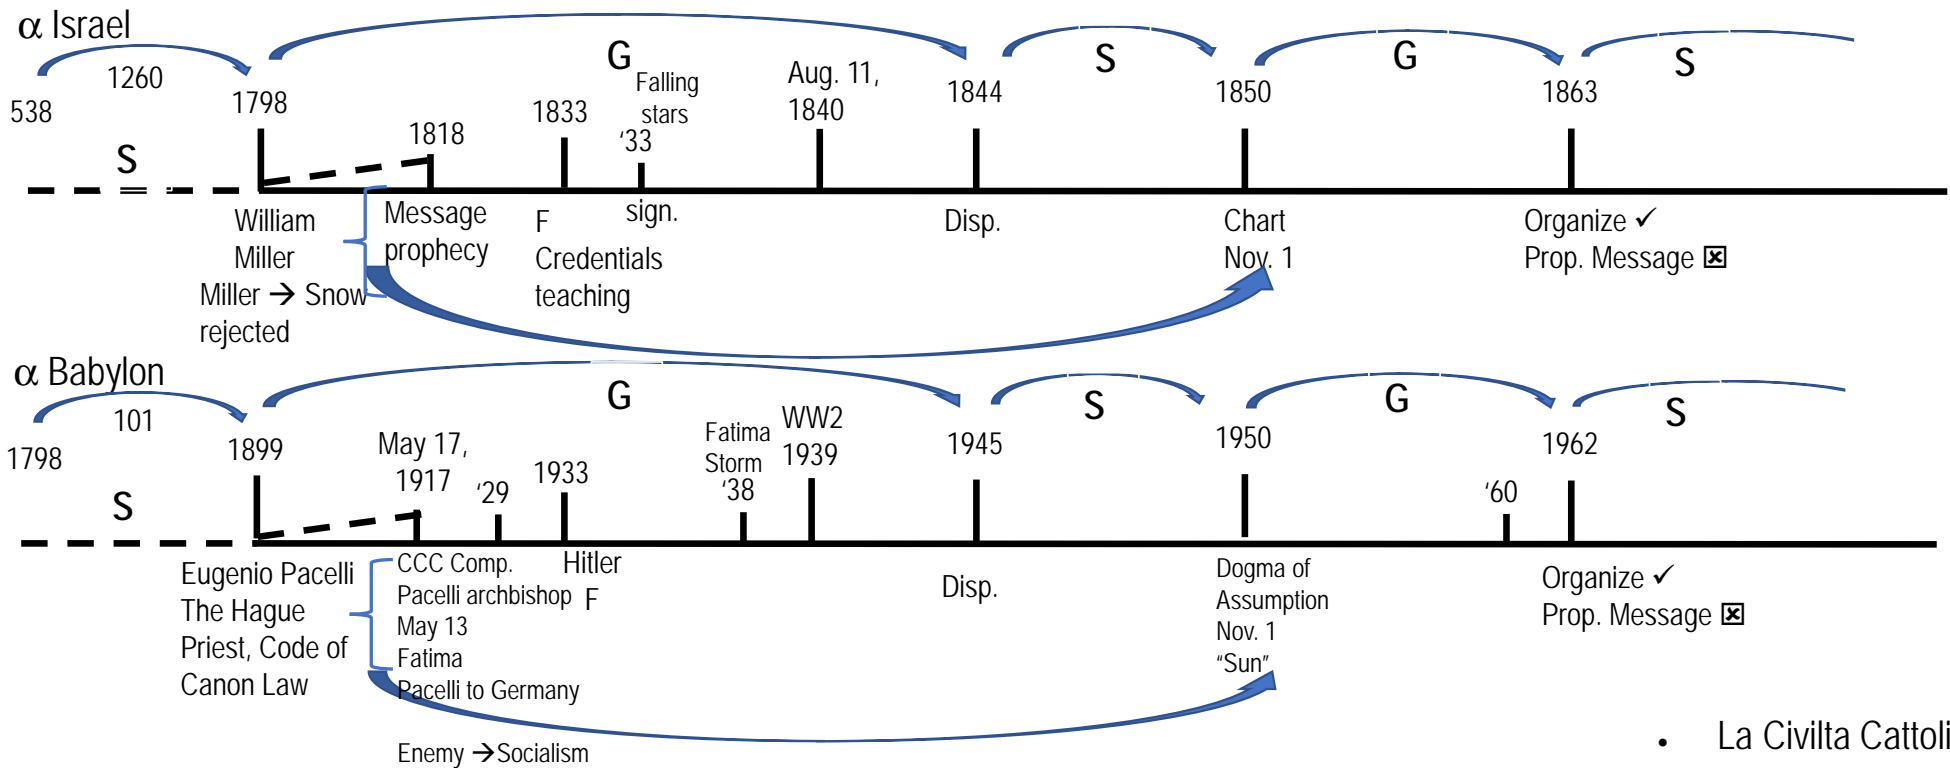 α Israel
G
S
G
S
1260
Falling
stars
Aug. 11,
1840
538
1798
1818
1833
‘33
1844
1850
1863
S
William
Miller
Miller → Snow
rejected
Message
prophecy
F
Credentials
teaching
sign.
Disp.
Chart
Nov. 1
Organize ✓
Prop. Message ☒
α Babylon
G
S
G
S
101
1798
1899
May 17,
1917
‘29
1933
Fatima
Storm
‘38
WW2
1939
1945
1950
‘60
1962
S
Eugenio Pacelli
The Hague
Priest, Code of
Canon Law
CCC Comp.
Pacelli archbishop
May 13
Fatima
Pacelli to Germany
Enemy →Socialism
Hitler
F
Disp.
Dogma of
Assumption
Nov. 1
“Sun”
Organize ✓
Prop. Message ☒
• La Civilta Cattoli